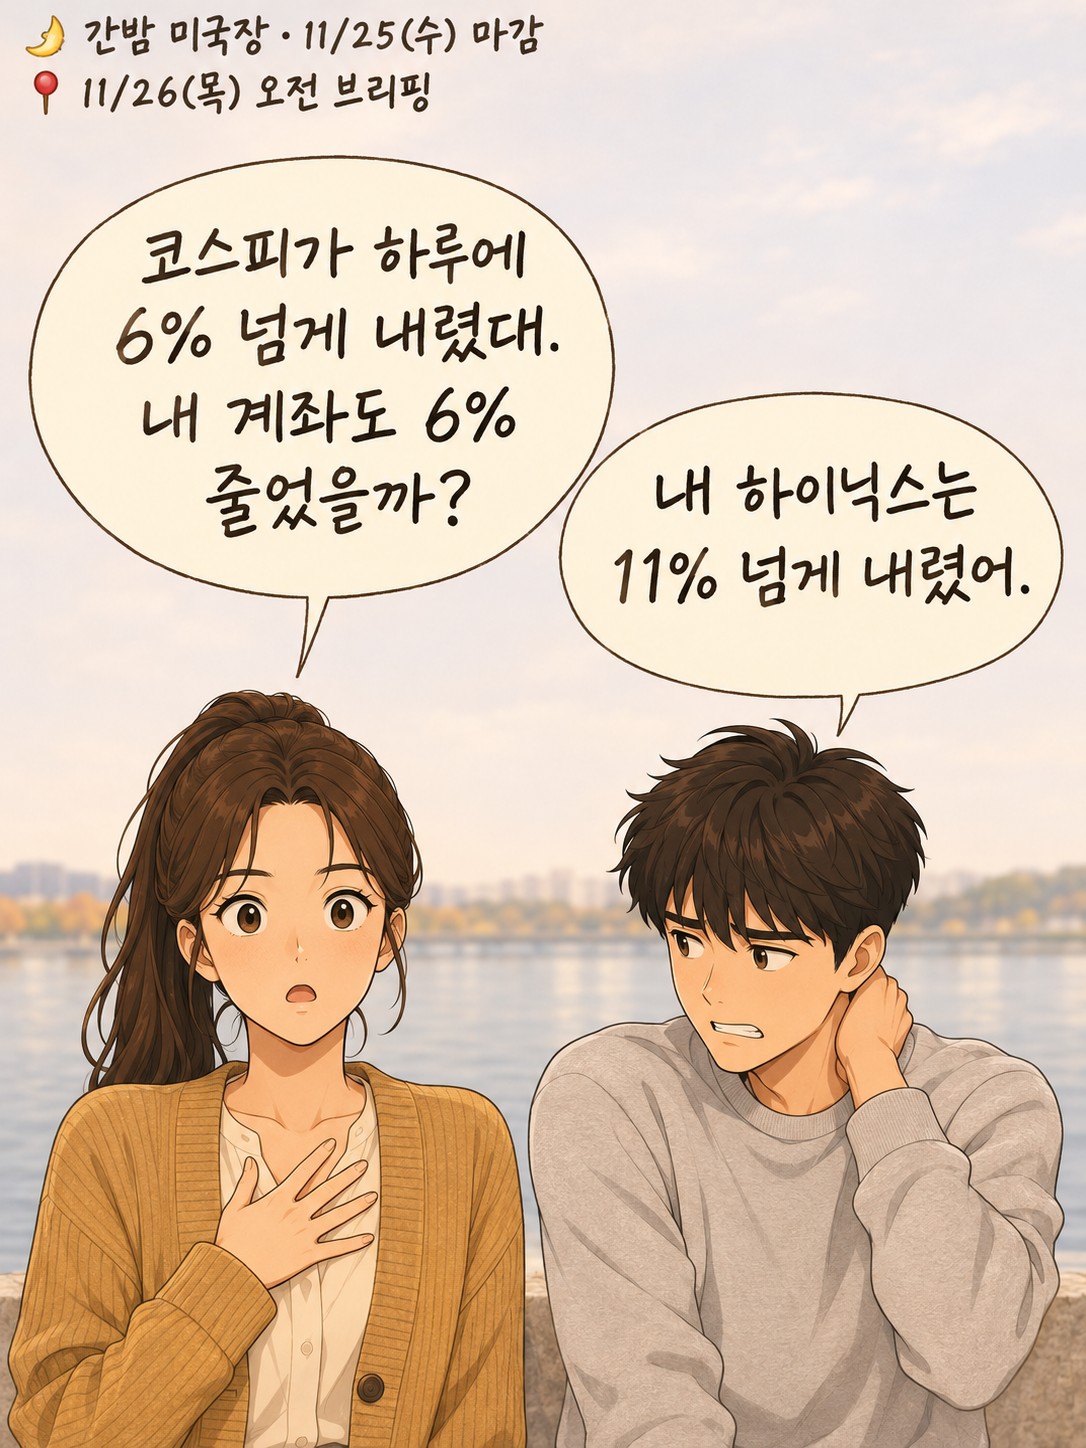 🌙 간밤 미국장 · 11/25(수) 마감
📍 11/26(목) 오전 브리핑
코스피가 하루에
6% 넘게 내렸대.
내 계좌도 6%
줄었을까?
내 하이닉스는
11% 넘게 내렸어.